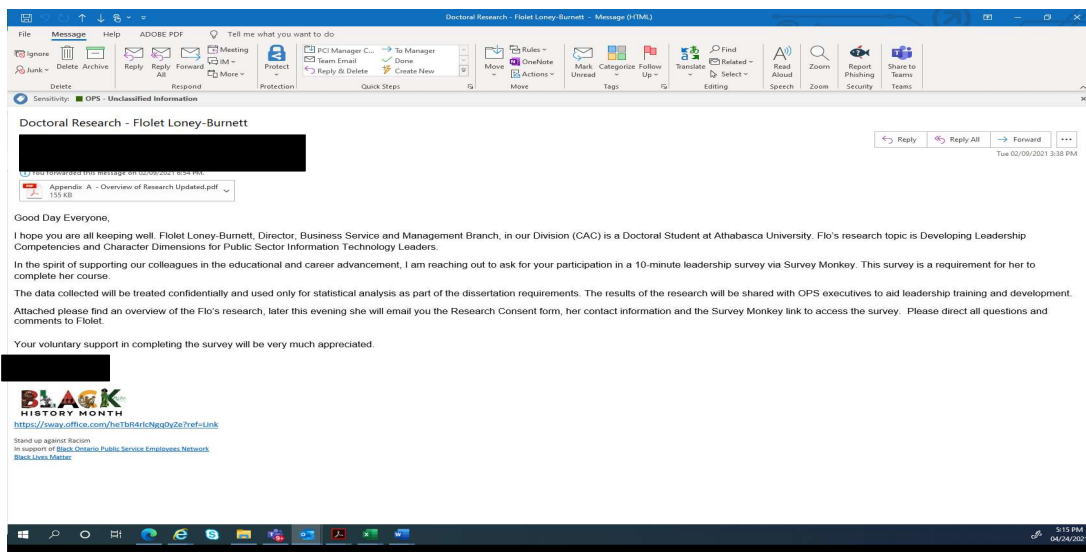 Doctoral Research - Flolet Loney-Burnett - Message (HTML)
File Message Help ADOBE PDF Tell me what you want to do
Ignore
Junk
Delete
Archive
Reply
Reply All
Forward
Meeting
IM
More
Protect
PCI Manager C...
Team Email
Reply & Delete
To Manager
Done
Create New
Move
Rules
OneNote
Actions
Mark Unread
Categorize
Follow Up
Translate
Find
Related
Select
Read Aloud
Zoom
Report Phishing
Share to Teams
Delete Respond Protection Quick Steps Move Tags Editing Speech Zoom Security Teams
Sensitivity: OPS - Unclassified Information
Doctoral Research - Flolet Loney-Burnett
Reply Reply All Forward
Tue 02/09/2021 3:38 PM
You forwarded this message on 02/09/2021 6:54 PM.
PDF
Appendix A - Overview of Research Updated.pdf
155 KB
Good Day Everyone,
I hope you are all keeping well. Flolet Loney-Burnett, Director, Business Service and Management Branch, in our Division (CAC) is a Doctoral Student at Athabasca University. Flo's research topic is Developing Leadership
Competencies and Character Dimensions for Public Sector Information Technology Leaders.
In the spirit of supporting our colleagues in the educational and career advancement, I am reaching out to ask for your participation in a 10-minute leadership survey via Survey Monkey. This survey is a requirement for her to
complete her course.
The data collected will be treated confidentially and used only for statistical analysis as part of the dissertation requirements. The results of the research will be shared with OPS executives to aid leadership training and development.
Attached please find an overview of the Flo's research, later this evening she will email you the Research Consent form, her contact information and the Survey Monkey link to access the survey. Please direct all questions and
comments to Flolet.
Your voluntary support in completing the survey will be very much appreciated.
BLACK
HISTORY MONTH
https://sway.office.com/heTbR4rlcNgq0yZe?ref=Link
Stand up against Racism
In support of Black Ontario Public Service Employees Network
Black Lives Matter
5:15 PM